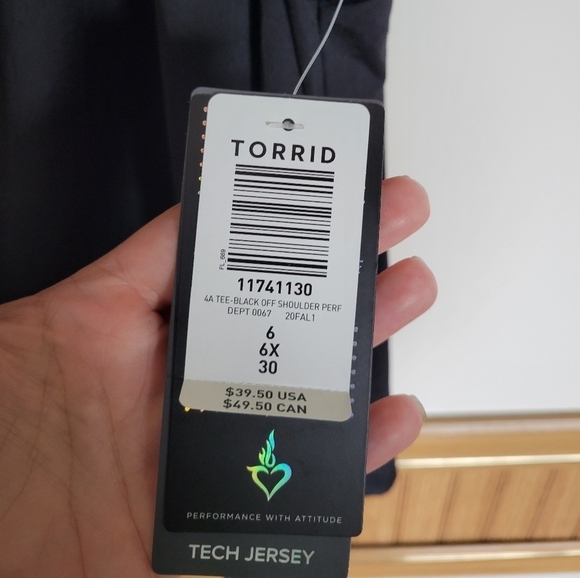 TORRID
FL_669
11741130
4A TEE-BLACK OFF SHOULDER PERF
DEPT 0067 20FAL1
6
6X
30
$39.50 USA
$49.50 CAN
PERFORMANCE WITH ATTITUDE
TECH JERSEY